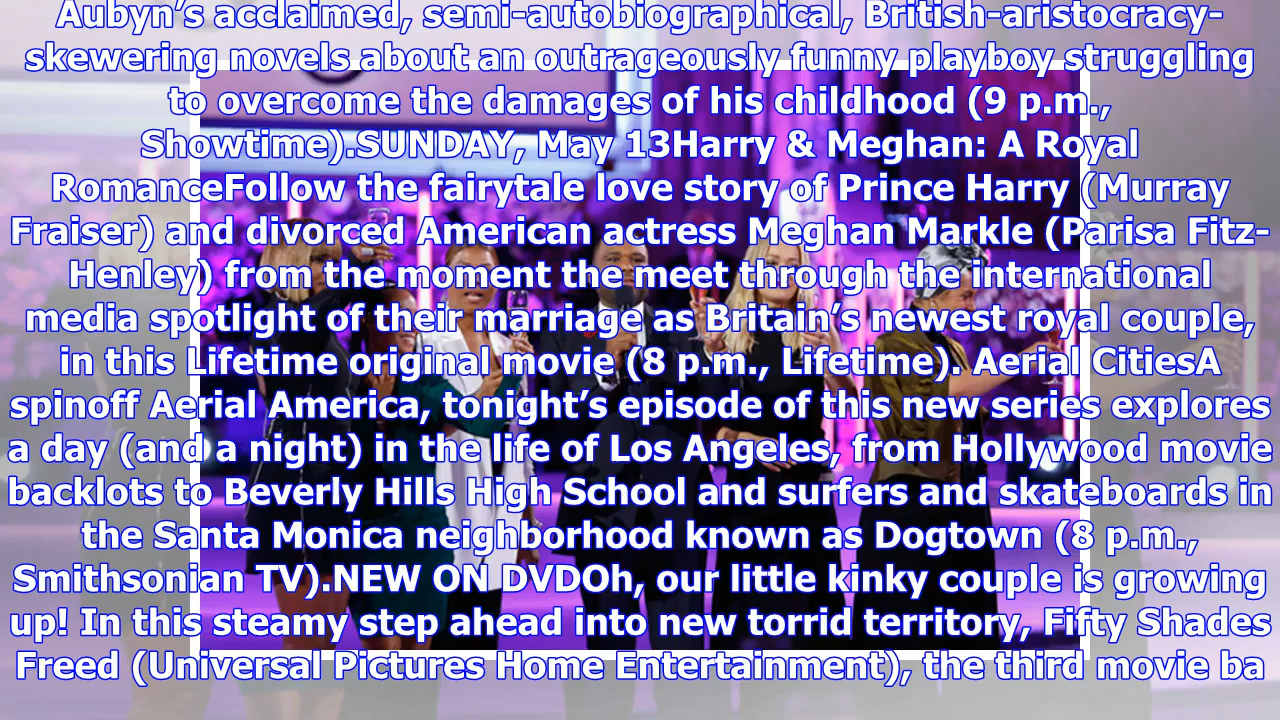 Aubyn’s acclaimed, semi-autobiographical, British-aristocracy-
skewering novels about an outrageously funny playboy struggling
to overcome the damages of his childhood (9 p.m.,
Showtime).SUNDAY, May 13Harry & Meghan: A Royal
RomanceFollow the fairytale love story of Prince Harry (Murray
Fraiser) and divorced American actress Meghan Markle (Parisa Fitz-
Henley) from the moment the meet through the international
media spotlight of their marriage as Britain’s newest royal couple,
in this Lifetime original movie (8 p.m., Lifetime). Aerial CitiesA
spinoff Aerial America, tonight’s episode of this new series explores
a day (and a night) in the life of Los Angeles, from Hollywood movie
backlots to Beverly Hills High School and surfers and skateboards in
the Santa Monica neighborhood known as Dogtown (8 p.m.,
Smithsonian TV).NEW ON DVDOh, our little kinky couple is growing
up! In this steamy step ahead into new torrid territory, Fifty Shades
Freed (Universal Pictures Home Entertainment), the third movie ba